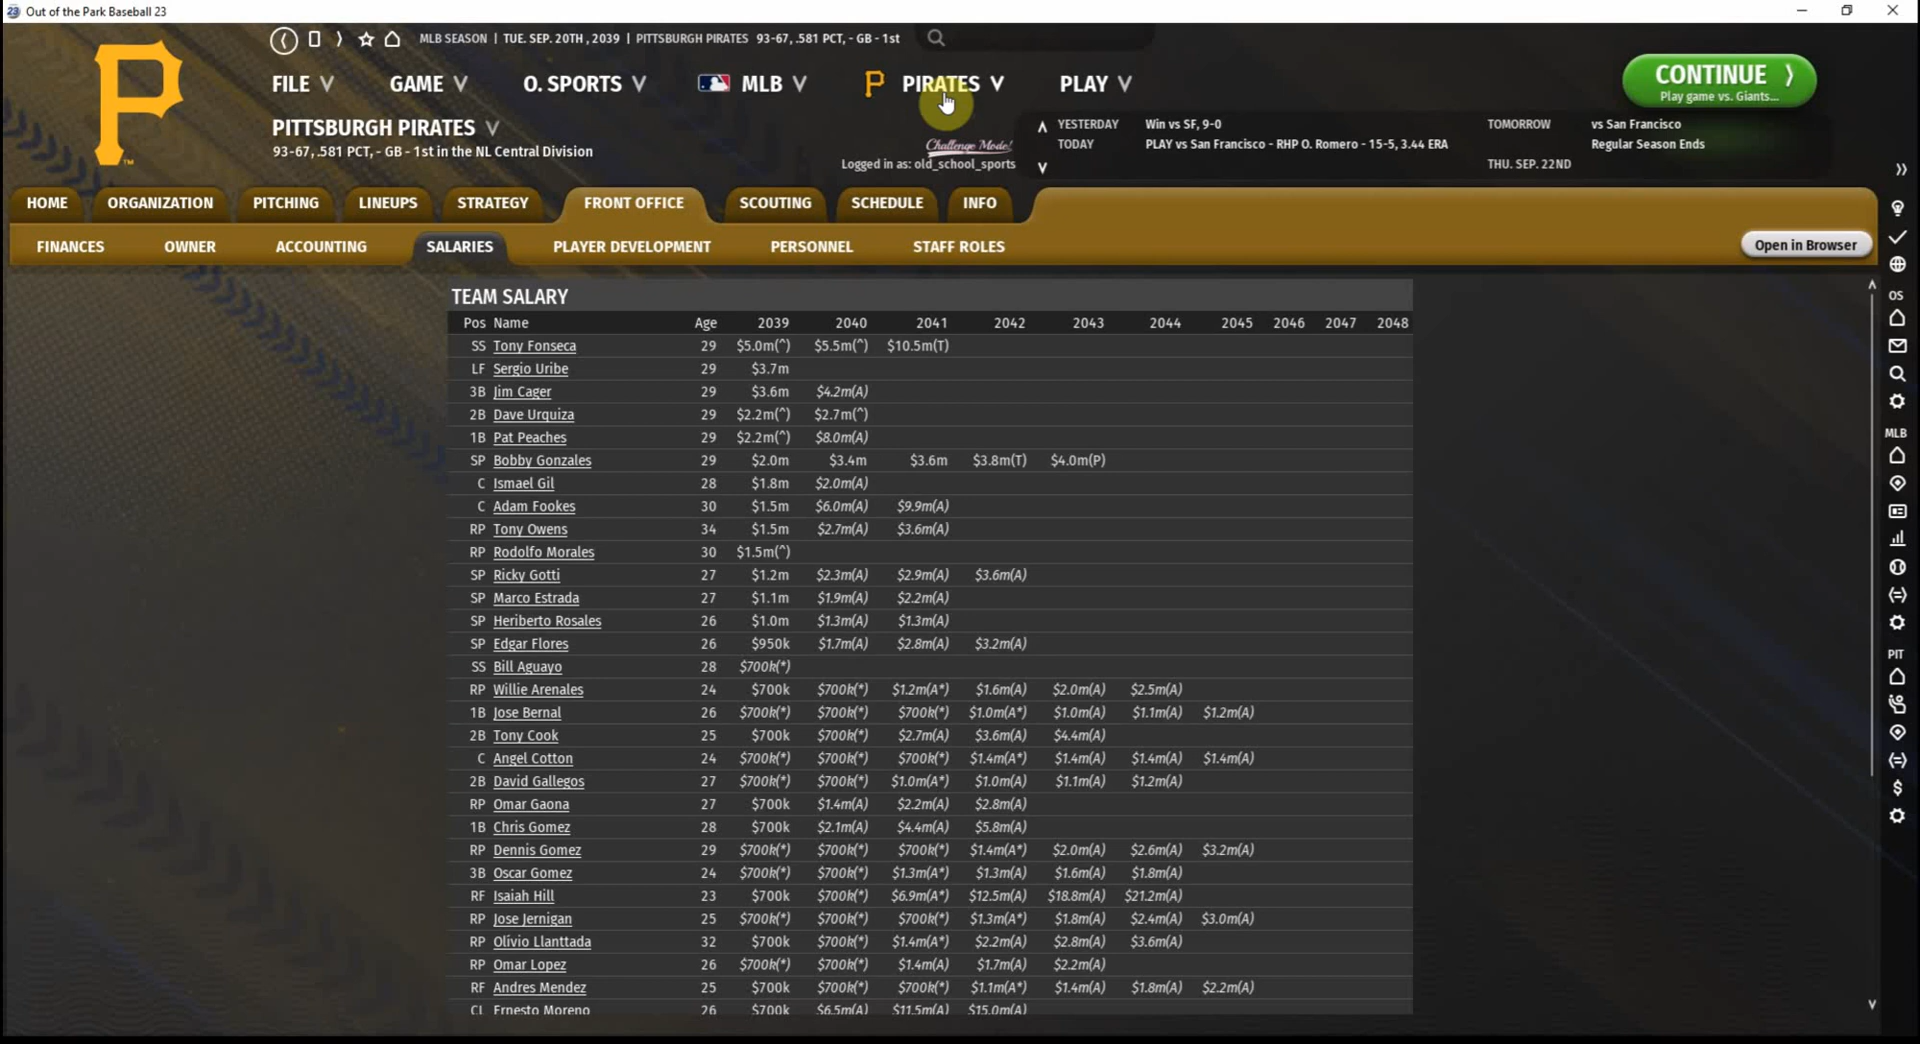 Out of the Park Baseball 23
MLB SEASON | TUE. SEP. 20TH, 2039 | PITTSBURGH PIRATES 93-67, .581 PCT, - GB - 1st
FILE GAME O. SPORTS MLB PIRATES PLAY
CONTINUE
Play game vs. Giants...
PITTSBURGH PIRATES
93-67, .581 PCT, - GB - 1st in the NL Central Division
Challenge Mode!
Logged in as: old_school_sports
YESTERDAY Win vs SF, 9-0 TOMORROW vs San Francisco
TODAY PLAY vs San Francisco - RHP O. Romero - 15-5, 3.44 ERA Regular Season Ends
THU. SEP. 22ND
HOME ORGANIZATION PITCHING LINEUPS STRATEGY FRONT OFFICE SCOUTING SCHEDULE INFO
FINANCES OWNER ACCOUNTING SALARIES PLAYER DEVELOPMENT PERSONNEL STAFF ROLES Open in Browser
TEAM SALARY
Pos Name Age 2039 2040 2041 2042 2043 2044 2045 2046 2047 2048
SS Tony Fonseca 29 $5.0m(^) $5.5m(^) $10.5m(T)
LF Sergio Uribe 29 $3.7m
3B Jim Cager 29 $3.6m $4.2m(A)
2B Dave Urquiza 29 $2.2m(^) $2.7m(^)
1B Pat Peaches 29 $2.2m(^) $8.0m(A)
SP Bobby Gonzales 29 $2.0m $3.4m $3.6m $3.8m(T) $4.0m(P)
C Ismael Gil 28 $1.8m $2.0m(A)
C Adam Fookes 30 $1.5m $6.0m(A) $9.9m(A)
RP Tony Owens 34 $1.5m $2.7m(A) $3.6m(A)
RP Rodolfo Morales 30 $1.5m(^)
SP Ricky Gotti 27 $1.2m $2.3m(A) $2.9m(A) $3.6m(A)
SP Marco Estrada 27 $1.1m $1.9m(A) $2.2m(A)
SP Heriberto Rosales 26 $1.0m $1.3m(A) $1.3m(A)
SP Edgar Flores 26 $950k $1.7m(A) $2.8m(A) $3.2m(A)
SS Bill Aguayo 28 $700k(*)
RP Willie Arenales 24 $700k $700k(*) $1.2m(A*) $1.6m(A) $2.0m(A) $2.5m(A)
1B Jose Bernal 26 $700k(*) $700k(*) $700k(*) $1.0m(A*) $1.0m(A) $1.1m(A) $1.2m(A)
2B Tony Cook 25 $700k $700k(*) $2.7m(A) $3.6m(A) $4.4m(A)
C Angel Cotton 24 $700k(*) $700k(*) $700k(*) $1.4m(A*) $1.4m(A) $1.4m(A) $1.4m(A)
2B David Gallegos 27 $700k(*) $700k(*) $1.0m(A*) $1.0m(A) $1.1m(A) $1.2m(A)
RP Omar Gaona 27 $700k $1.4m(A) $2.2m(A) $2.8m(A)
1B Chris Gomez 28 $700k $2.1m(A) $4.4m(A) $5.8m(A)
RP Dennis Gomez 29 $700k(*) $700k(*) $700k(*) $1.4m(A*) $2.0m(A) $2.6m(A) $3.2m(A)
3B Oscar Gomez 24 $700k(*) $700k(*) $1.3m(A*) $1.3m(A) $1.6m(A) $1.8m(A)
RF Isaiah Hill 23 $700k $700k(*) $6.9m(A*) $12.5m(A) $18.8m(A) $21.2m(A)
RP Jose Jernigan 25 $700k(*) $700k(*) $700k(*) $1.3m(A*) $1.8m(A) $2.4m(A) $3.0m(A)
RP Olívio Llanttada 32 $700k $700k(*) $1.4m(A*) $2.2m(A) $2.8m(A) $3.6m(A)
RP Omar Lopez 26 $700k(*) $700k(*) $1.4m(A) $1.7m(A) $2.2m(A)
RF Andres Mendez 25 $700k $700k(*) $700k(*) $1.1m(A*) $1.4m(A) $1.8m(A) $2.2m(A)
CL Ernesto Moreno 26 $700k $6.5m(A) $11.5m(A) $15.0m(A)
OS
MLB
PIT